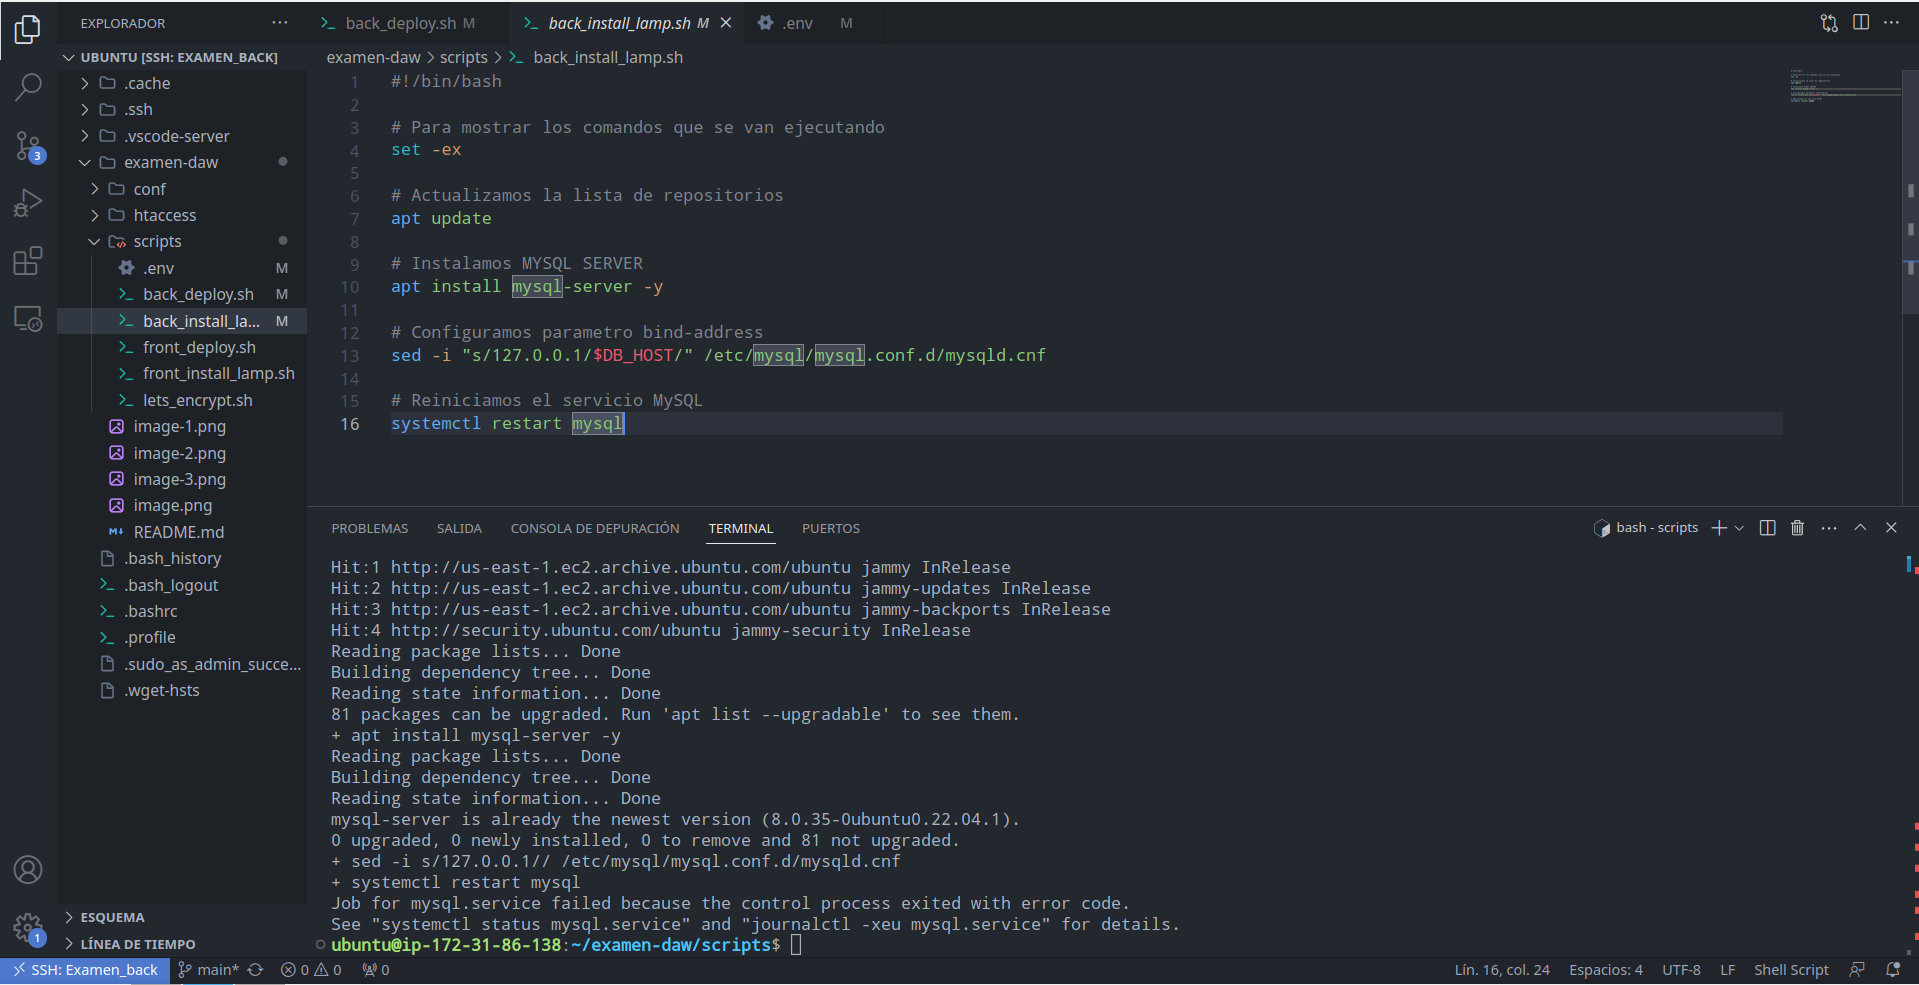 EXPLORADOR
UBUNTU [SSH: EXAMEN_BACK]
.cache
.ssh
.vscode-server
examen-daw
conf
htaccess
scripts
.env M
back_deploy.sh M
back_install_la... M
front_deploy.sh
front_install_lamp.sh
lets_encrypt.sh
image-1.png
image-2.png
image-3.png
image.png
README.md
.bash_history
.bash_logout
.bashrc
.profile
.sudo_as_admin_succe...
.wget-hsts
ESQUEMA
LÍNEA DE TIEMPO
3
1
back_deploy.sh M
back_install_lamp.sh M
.env M
examen-daw > scripts > back_install_lamp.sh
1 #!/bin/bash
2
3 # Para mostrar los comandos que se van ejecutando
4 set -ex
5
6 # Actualizamos la lista de repositorios
7 apt update
8
9 # Instalamos MYSQL SERVER
10 apt install mysql-server -y
11
12 # Configuramos parametro bind-address
13 sed -i "s/127.0.0.1/$DB_HOST/" /etc/mysql/mysql.conf.d/mysqld.cnf
14
15 # Reiniciamos el servicio MySQL
16 systemctl restart mysql
PROBLEMAS SALIDA CONSOLA DE DEPURACIÓN TERMINAL PUERTOS
bash - scripts
Hit:1 http://us-east-1.ec2.archive.ubuntu.com/ubuntu jammy InRelease
Hit:2 http://us-east-1.ec2.archive.ubuntu.com/ubuntu jammy-updates InRelease
Hit:3 http://us-east-1.ec2.archive.ubuntu.com/ubuntu jammy-backports InRelease
Hit:4 http://security.ubuntu.com/ubuntu jammy-security InRelease
Reading package lists... Done
Building dependency tree... Done
Reading state information... Done
81 packages can be upgraded. Run 'apt list --upgradable' to see them.
+ apt install mysql-server -y
Reading package lists... Done
Building dependency tree... Done
Reading state information... Done
mysql-server is already the newest version (8.0.35-0ubuntu0.22.04.1).
0 upgraded, 0 newly installed, 0 to remove and 81 not upgraded.
+ sed -i s/127.0.0.1// /etc/mysql/mysql.conf.d/mysqld.cnf
+ systemctl restart mysql
Job for mysql.service failed because the control process exited with error code.
See "systemctl status mysql.service" and "journalctl -xeu mysql.service" for details.
ubuntu@ip-172-31-86-138:~/examen-daw/scripts$
SSH: Examen_back main* 0 0 0
Lín. 16, col. 24 Espacios: 4 UTF-8 LF Shell Script